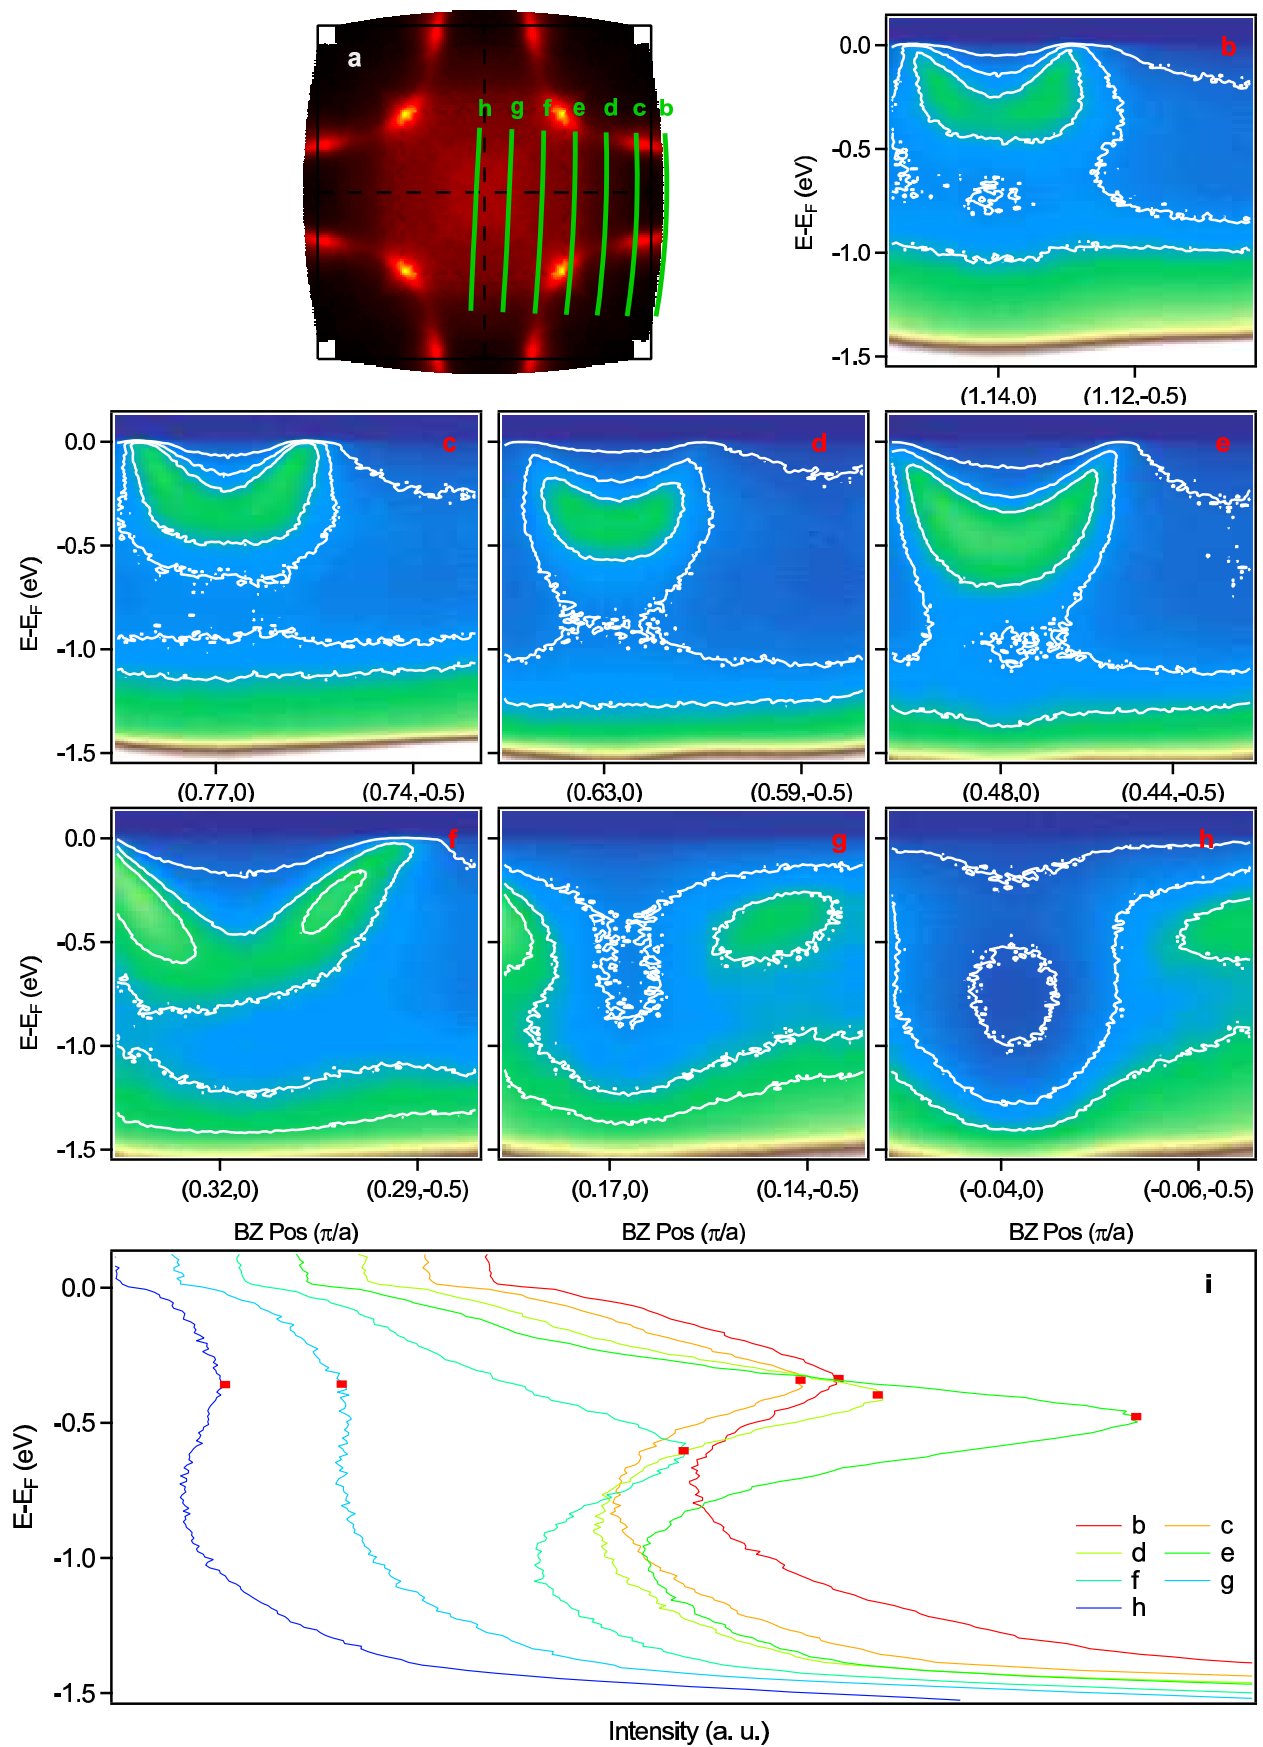 a
h g f e d c b
b
0.0
-0.5
-1.0
-1.5
E-EF (eV)
(1.14,0) (1.12,-0.5)
c
0.0
-0.5
-1.0
-1.5
E-EF (eV)
(0.77,0) (0.74,-0.5)
d
(0.63,0) (0.59,-0.5)
e
(0.48,0) (0.44,-0.5)
f
0.0
-0.5
-1.0
-1.5
E-EF (eV)
(0.32,0) (0.29,-0.5)
BZ Pos (π/a)
g
(0.17,0) (0.14,-0.5)
BZ Pos (π/a)
h
(-0.04,0) (-0.06,-0.5)
BZ Pos (π/a)
i
0.0
-0.5
-1.0
-1.5
E-EF (eV)
b c
d e
f g
h
Intensity (a. u.)